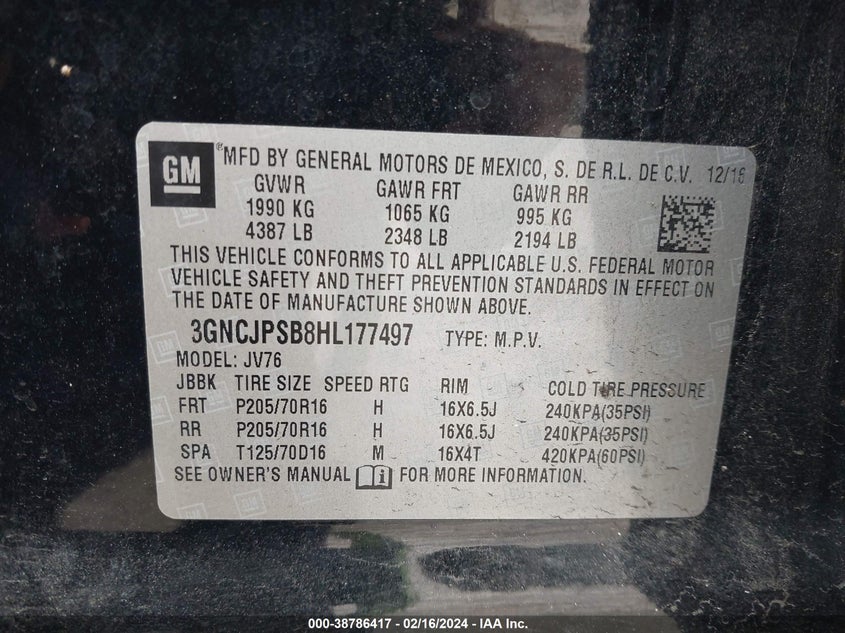 GM
® MFD BY GENERAL MOTORS DE MEXICO, S. DE R.L. DE C.V. 12/16
GVWR GAWR FRT GAWR RR
1990 KG 1065 KG 995 KG
4387 LB 2348 LB 2194 LB
THIS VEHICLE CONFORMS TO ALL APPLICABLE U.S. FEDERAL MOTOR
VEHICLE SAFETY AND THEFT PREVENTION STANDARDS IN EFFECT ON
THE DATE OF MANUFACTURE SHOWN ABOVE.
3GNCJPSB8HL177497 TYPE: M.P.V.
MODEL: JV76
JBBK TIRE SIZE SPEED RTG RIM COLD TIRE PRESSURE
FRT P205/70R16 H 16X6.5J 240KPA(35PSI)
RR P205/70R16 H 16X6.5J 240KPA(35PSI)
SPA T125/70D16 M 16X4T 420KPA(60PSI)
SEE OWNER'S MANUAL FOR MORE INFORMATION.
000-38786417 - 02/16/2024 - IAA Inc.